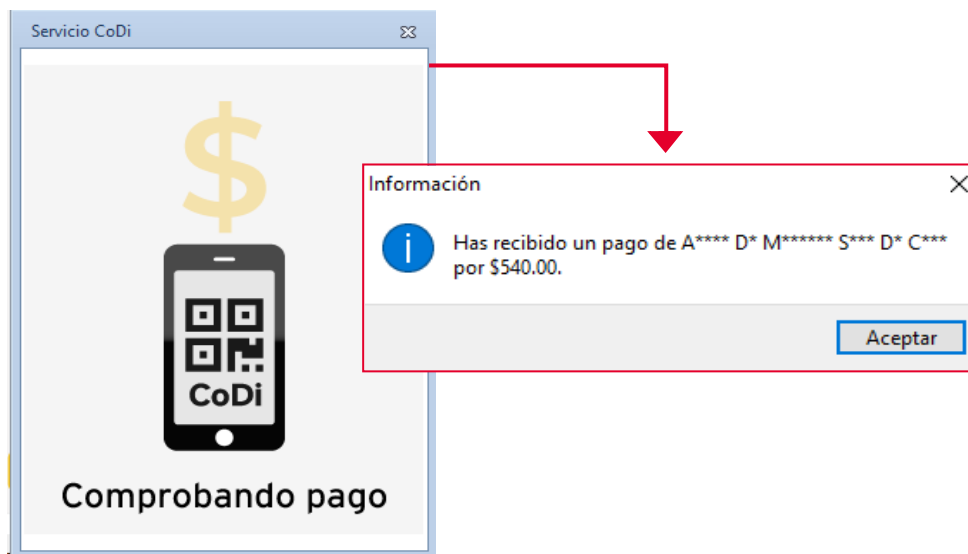 Servicio CoDi
CoDi
Comprobando pago
Información
Has recibido un pago de A**** D* M****** S*** D* C***
por $540.00.
Aceptar